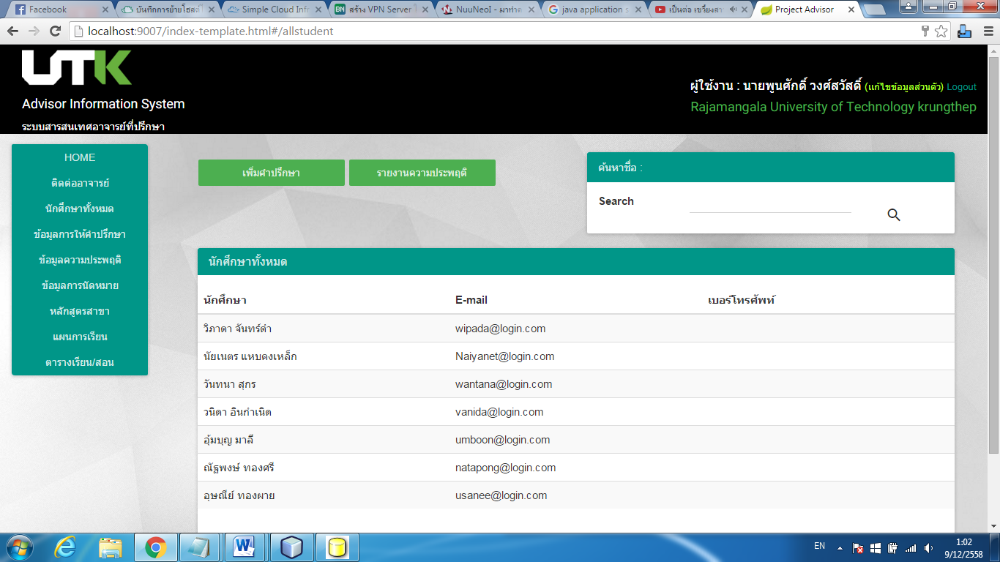 Facebook
บันทึกการย้ายโฮสต์ไ
Simple Cloud Infr
BN สร้าง VPN Server ใ
NuuNeoI - มาทำค
java application s
เป็นต่อ เขวี้ยงสา
Project Advisor
localhost:9007/index-template.html#/allstudent
UTK
Advisor Information System
ระบบสารสนเทศอาจารย์ที่ปรึกษา
ผู้ใช้งาน : นายพูนศักดิ์ วงศ์สวัสดิ์ (แก้ไขข้อมูลส่วนตัว) Logout
Rajamangala University of Technology krungthep
HOME
ติดต่ออาจารย์
นักศึกษาทั้งหมด
ข้อมูลการให้คำปรึกษา
ข้อมูลความประพฤติ
ข้อมูลการนัดหมาย
หลักสูตรสาขา
แผนการเรียน
ตารางเรียน/สอน
เพิ่มคำปรึกษา
รายงานความประพฤติ
ค้นหาชื่อ :
Search
นักศึกษาทั้งหมด
นักศึกษา E-mail เบอร์โทรศัพท์
วิภาดา จันทร์ดำ wipada@login.com
นัยเนตร แหบคงเหล็ก Naiyanet@login.com
วันทนา สุกร wantana@login.com
วนิดา อินกำเนิด vanida@login.com
อุ้มบุญ มาลี umboon@login.com
ณัฐพงษ์ ทองศรี natapong@login.com
อุษณีย์ ทองผาย usanee@login.com
EN
1:02
9/12/2558